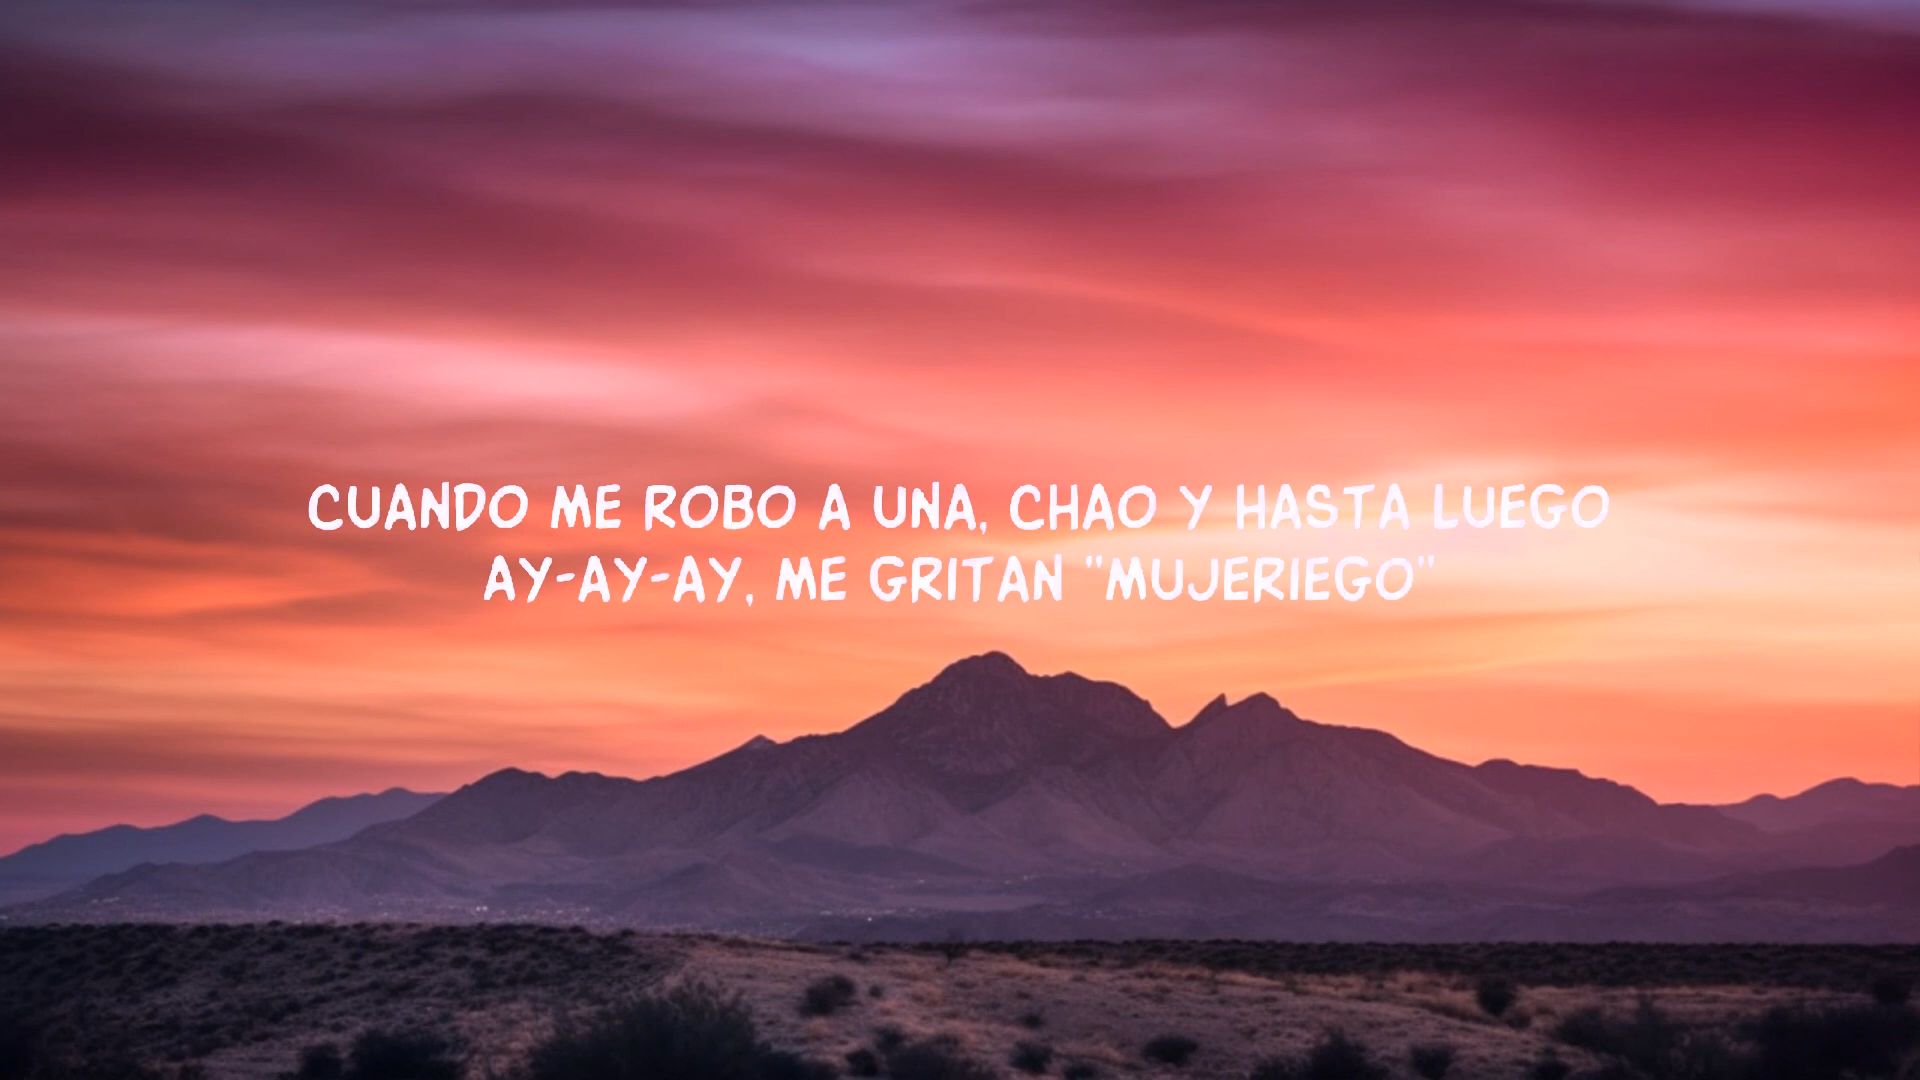 CUANDO ME ROBO A UNA, CHAO Y HASTA LUEGO
AY-AY-AY, ME GRITAN "MUJERIEGO"